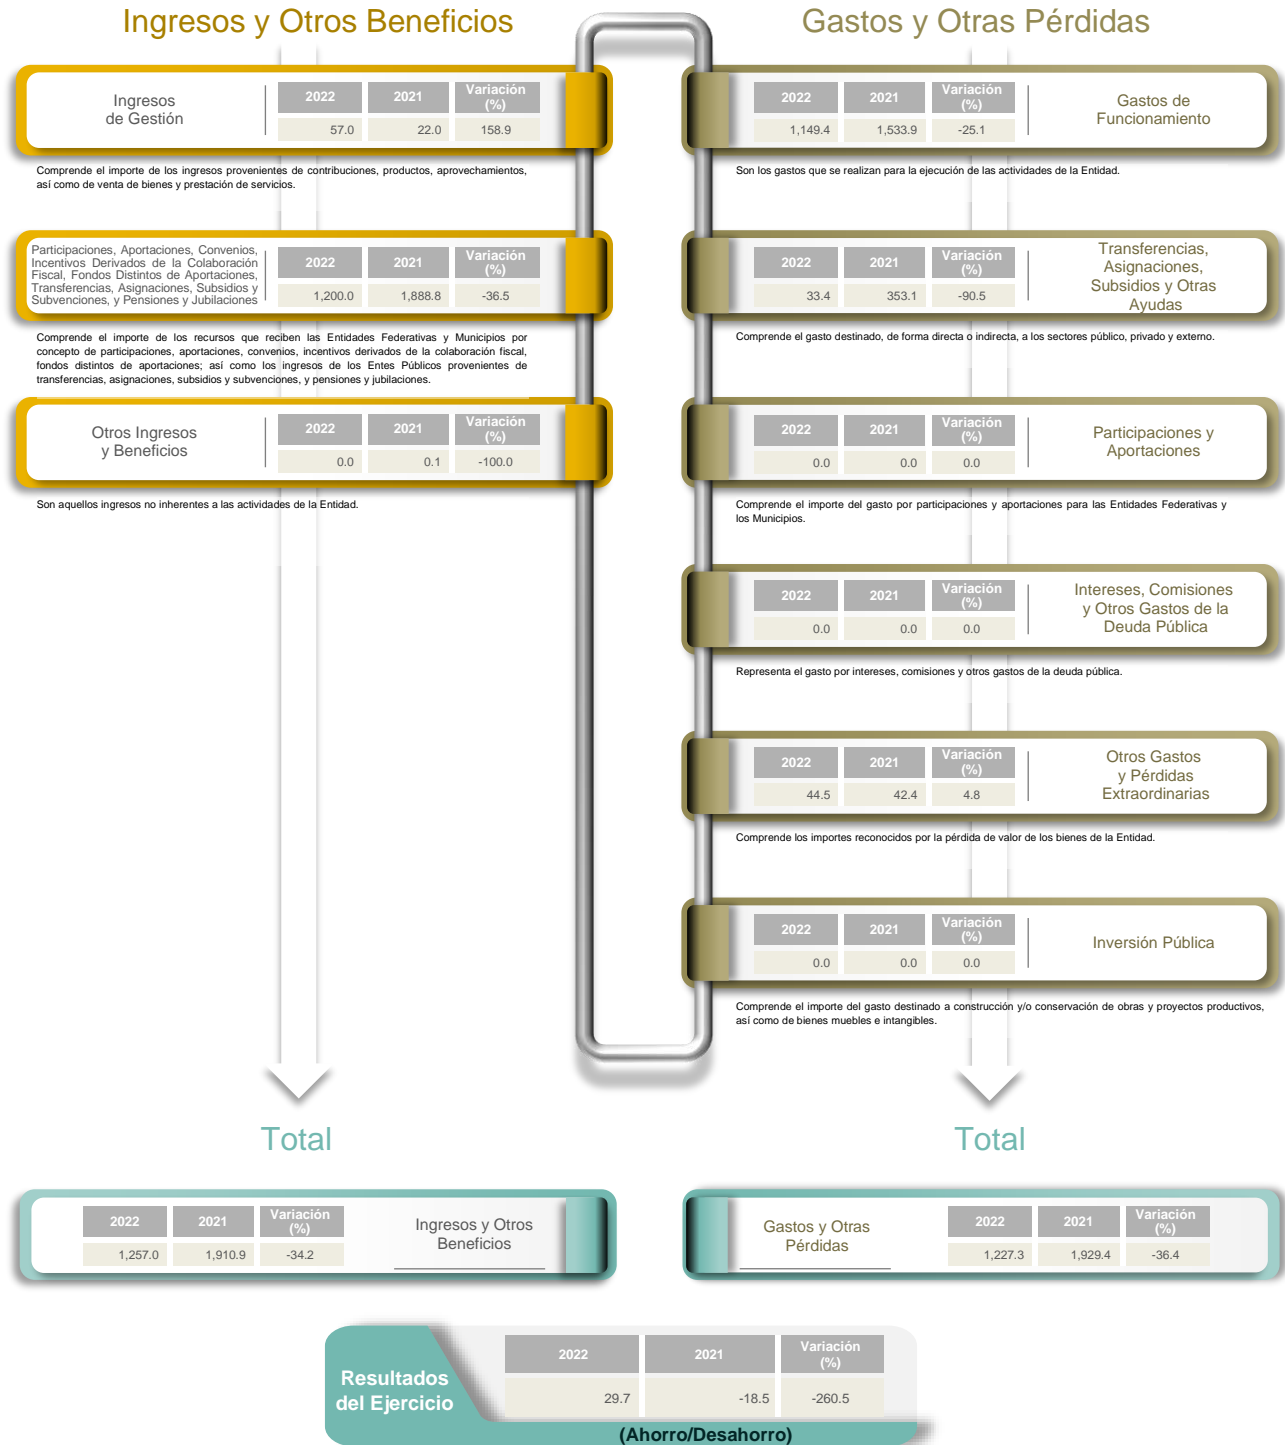 Ingresos y Otros Beneficios
Ingresos
de Gestión
2022 2021 Variación
(%)
57.0 22.0 158.9
Comprende el importe de los ingresos provenientes de contribuciones, productos, aprovechamientos,
así como de venta de bienes y prestación de servicios.
Participaciones, Aportaciones, Convenios,
Incentivos Derivados de la Colaboración
Fiscal, Fondos Distintos de Aportaciones,
Transferencias, Asignaciones, Subsidios y
Subvenciones, y Pensiones y Jubilaciones
2022 2021 Variación
(%)
1,200.0 1,888.8 -36.5
Comprende el importe de los recursos que reciben las Entidades Federativas y Municipios por
concepto de participaciones, aportaciones, convenios, incentivos derivados de la colaboración fiscal,
fondos distintos de aportaciones; así como los ingresos de los Entes Públicos provenientes de
transferencias, asignaciones, subsidios y subvenciones, y pensiones y jubilaciones.
Otros Ingresos
y Beneficios
2022 2021 Variación
(%)
0.0 0.1 -100.0
Son aquellos ingresos no inherentes a las actividades de la Entidad.
Gastos y Otras Pérdidas
2022 2021 Variación
(%)
1,149.4 1,533.9 -25.1
Gastos de
Funcionamiento
Son los gastos que se realizan para la ejecución de las actividades de la Entidad.
2022 2021 Variación
(%)
33.4 353.1 -90.5
Transferencias,
Asignaciones,
Subsidios y Otras
Ayudas
Comprende el gasto destinado, de forma directa o indirecta, a los sectores público, privado y externo.
2022 2021 Variación
(%)
0.0 0.0 0.0
Participaciones y
Aportaciones
Comprende el importe del gasto por participaciones y aportaciones para las Entidades Federativas y
los Municipios.
2022 2021 Variación
(%)
0.0 0.0 0.0
Intereses, Comisiones
y Otros Gastos de la
Deuda Pública
Representa el gasto por intereses, comisiones y otros gastos de la deuda pública.
2022 2021 Variación
(%)
44.5 42.4 4.8
Otros Gastos
y Pérdidas
Extraordinarias
Comprende los importes reconocidos por la pérdida de valor de los bienes de la Entidad.
2022 2021 Variación
(%)
0.0 0.0 0.0
Inversión Pública
Comprende el importe del gasto destinado a construcción y/o conservación de obras y proyectos productivos,
así como de bienes muebles e intangibles.
Total
2022 2021 Variación
(%)
1,257.0 1,910.9 -34.2
Ingresos y Otros
Beneficios
Total
Gastos y Otras
Pérdidas
2022 2021 Variación
(%)
1,227.3 1,929.4 -36.4
Resultados
del Ejercicio
2022 2021 Variación
(%)
29.7 -18.5 -260.5
(Ahorro/Desahorro)